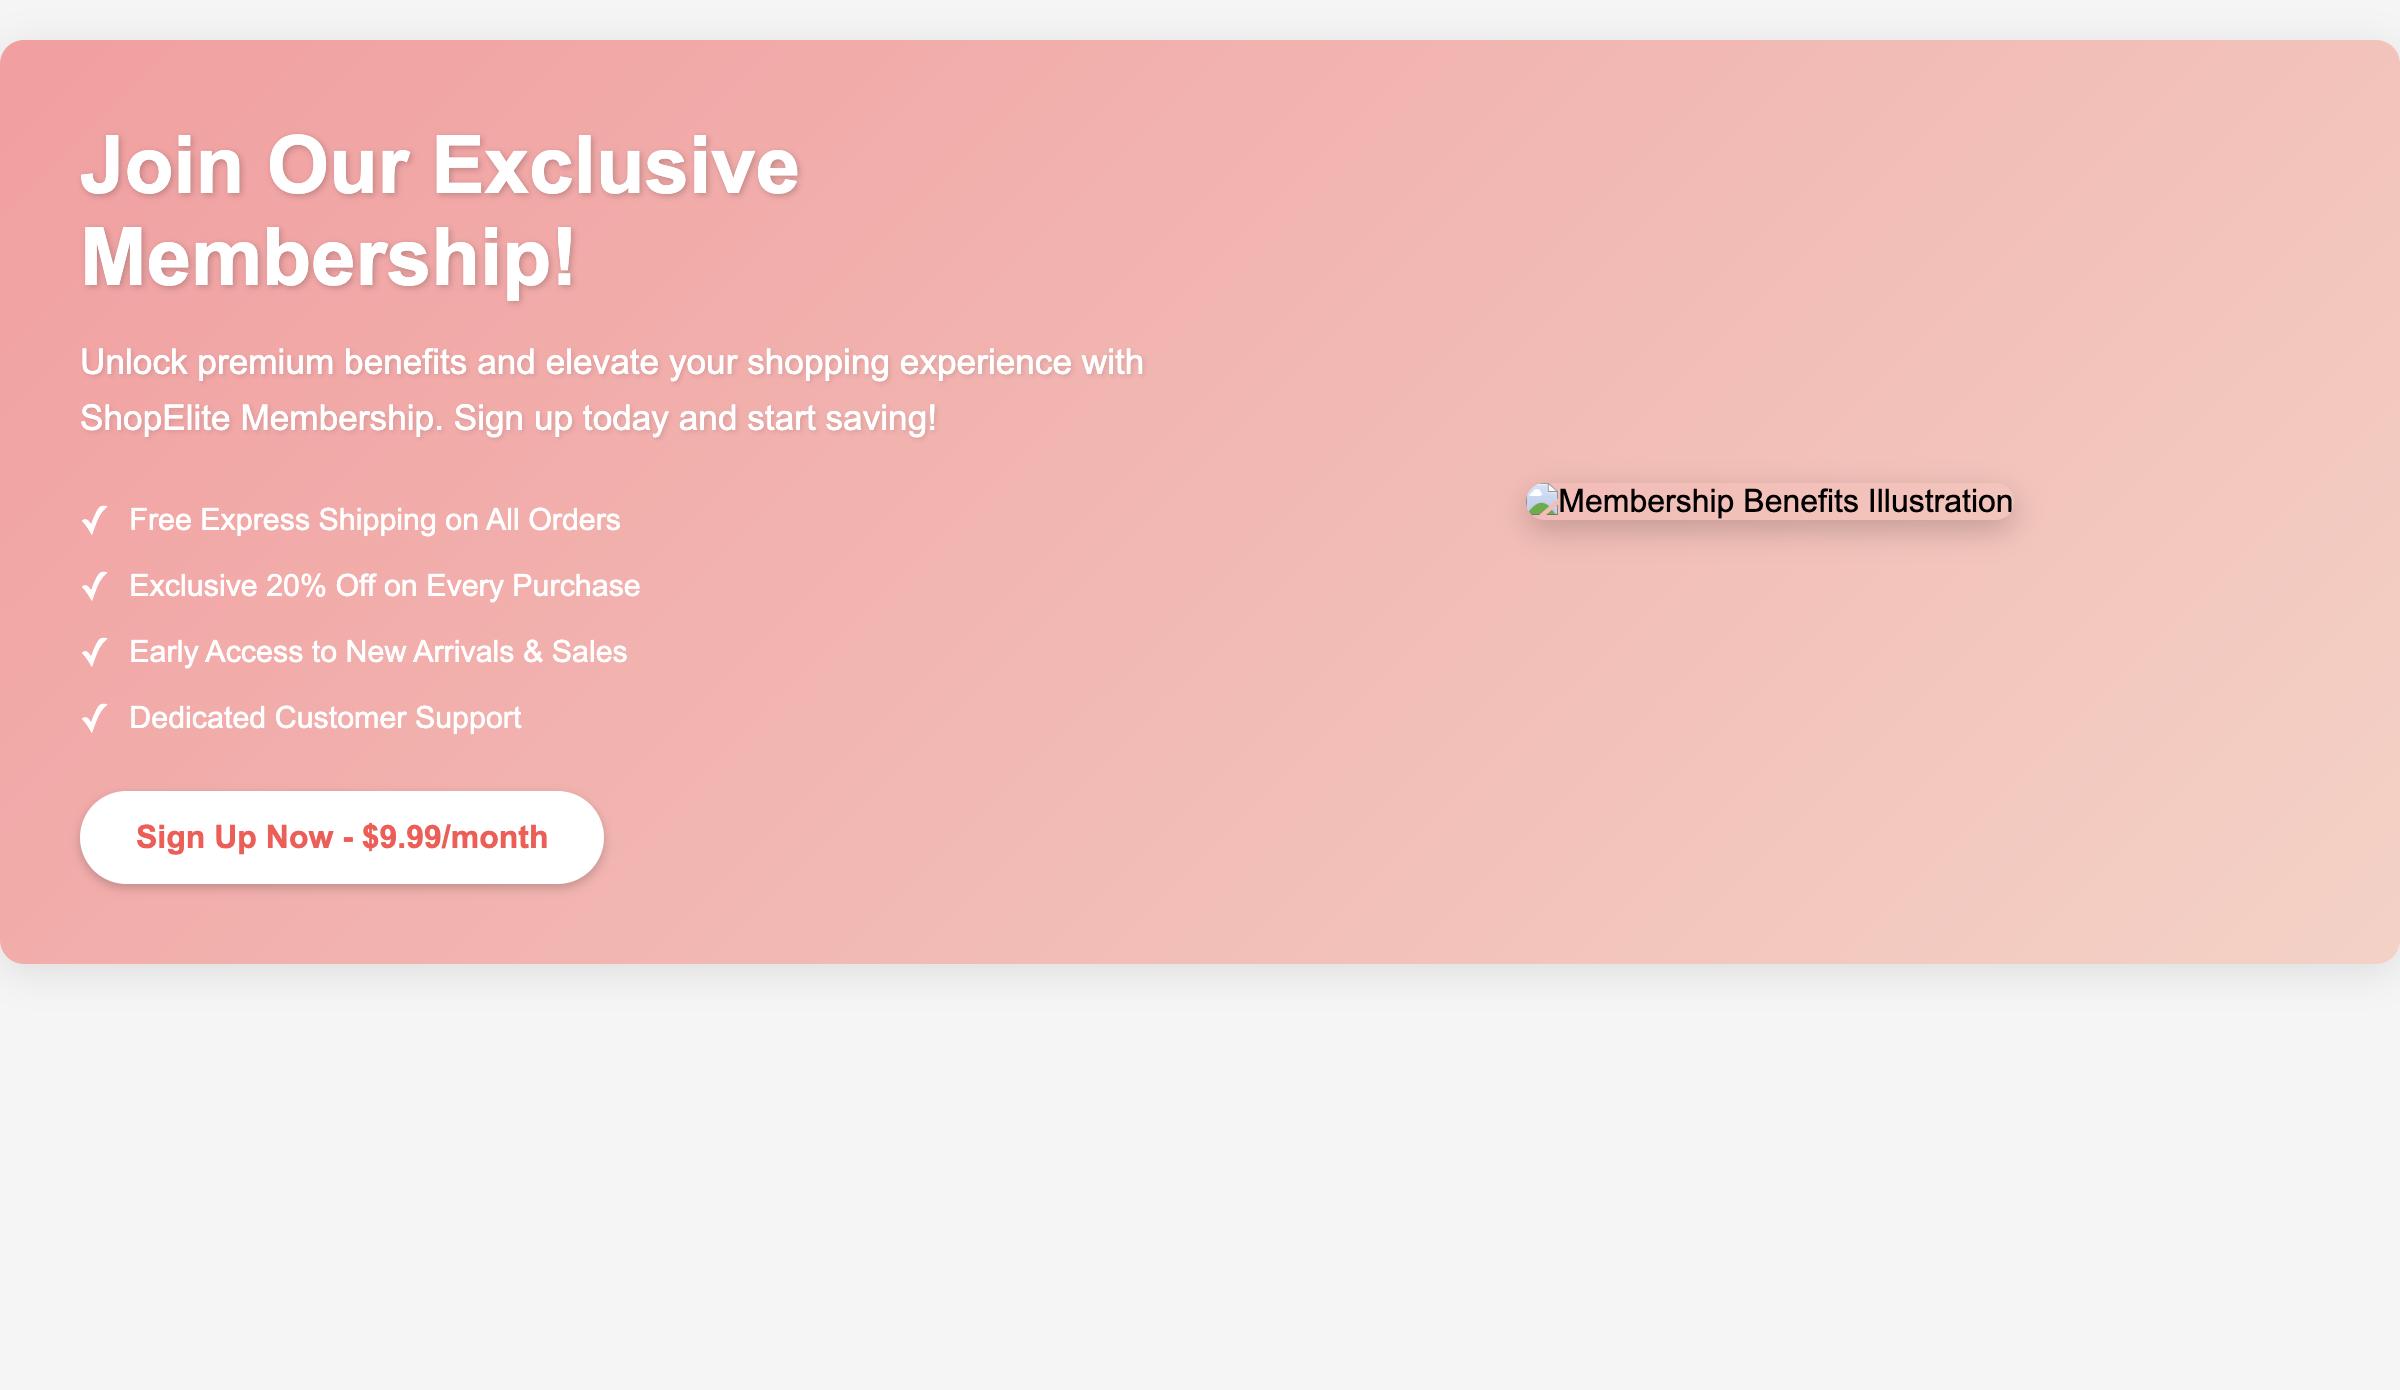 Join Our Exclusive
Membership!
Unlock premium benefits and elevate your shopping experience with
ShopElite Membership. Sign up today and start saving!
✓ Free Express Shipping on All Orders
✓ Exclusive 20% Off on Every Purchase
✓ Early Access to New Arrivals & Sales
✓ Dedicated Customer Support
Sign Up Now - $9.99/month
Membership Benefits Illustration